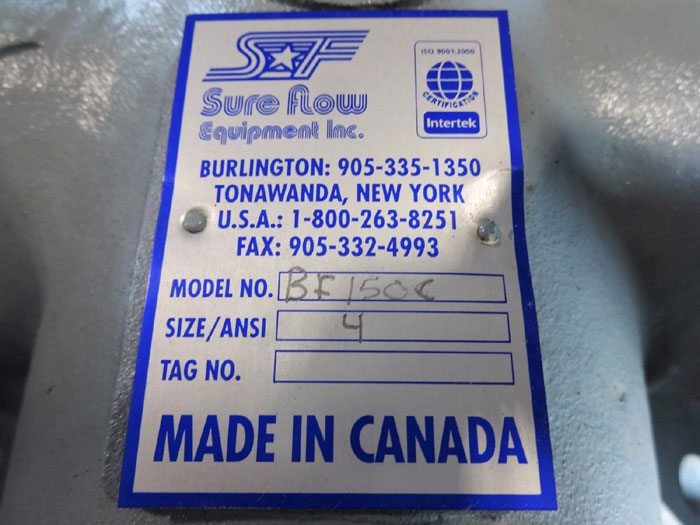 SF
Sure Flow
Equipment Inc.
ISO 9001:2000
CERTIFICATION
Intertek
BURLINGTON: 905-335-1350
TONAWANDA, NEW YORK
U.S.A.: 1-800-263-8251
FAX: 905-332-4993
MODEL NO. BF150C
SIZE/ANSI 4
TAG NO.
MADE IN CANADA